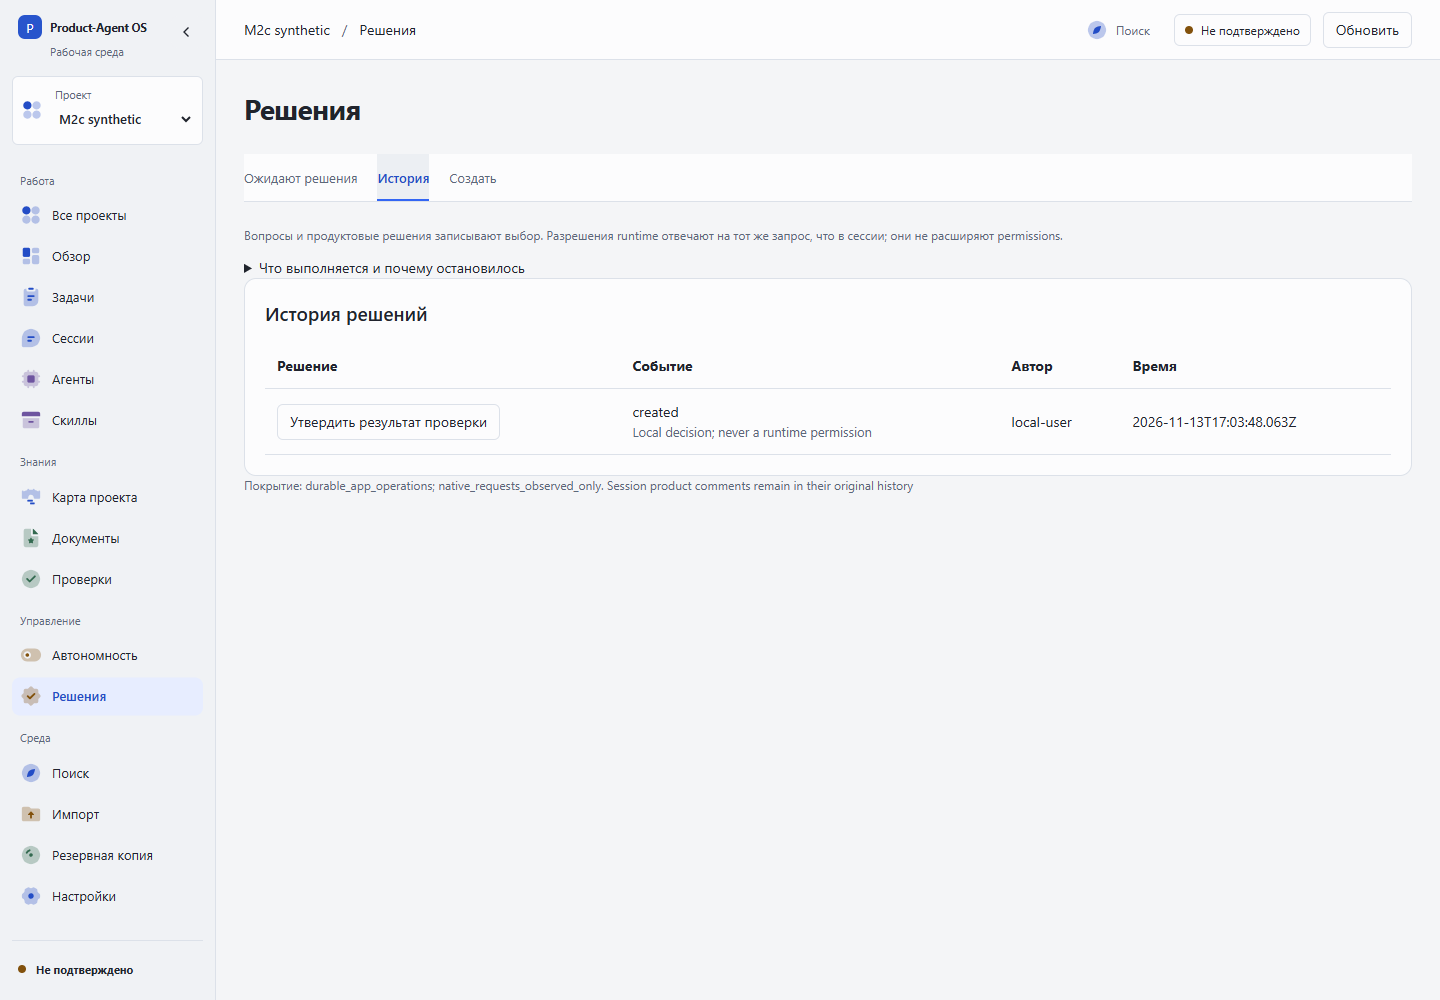 P
Product-Agent OS
Рабочая среда
Проект
M2c synthetic
Работа
Все проекты
Обзор
Задачи
Сессии
Агенты
Скиллы
Знания
Карта проекта
Документы
Проверки
Управление
Автономность
Решения
Среда
Поиск
Импорт
Резервная копия
Настройки
Не подтверждено
M2c synthetic / Решения
Поиск
Не подтверждено
Обновить
Решения
Ожидают решения
История
Создать
Вопросы и продуктовые решения записывают выбор. Разрешения runtime отвечают на тот же запрос, что в сессии; они не расширяют permissions.
Что выполняется и почему остановилось
История решений
Решение Событие Автор Время
Утвердить результат проверки
created
Local decision; never a runtime permission
local-user
2026-11-13T17:03:48.063Z
Покрытие: durable_app_operations; native_requests_observed_only. Session product comments remain in their original history